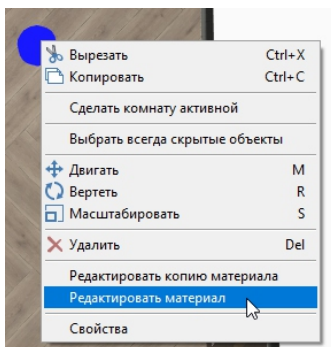 Вырезать Ctrl+X
Копировать Ctrl+C
Сделать комнату активной
Выбрать всегда скрытые объекты
Двигать M
Вертеть R
Масштабировать S
Удалить Del
Редактировать копию материала
Редактировать материал
Свойства